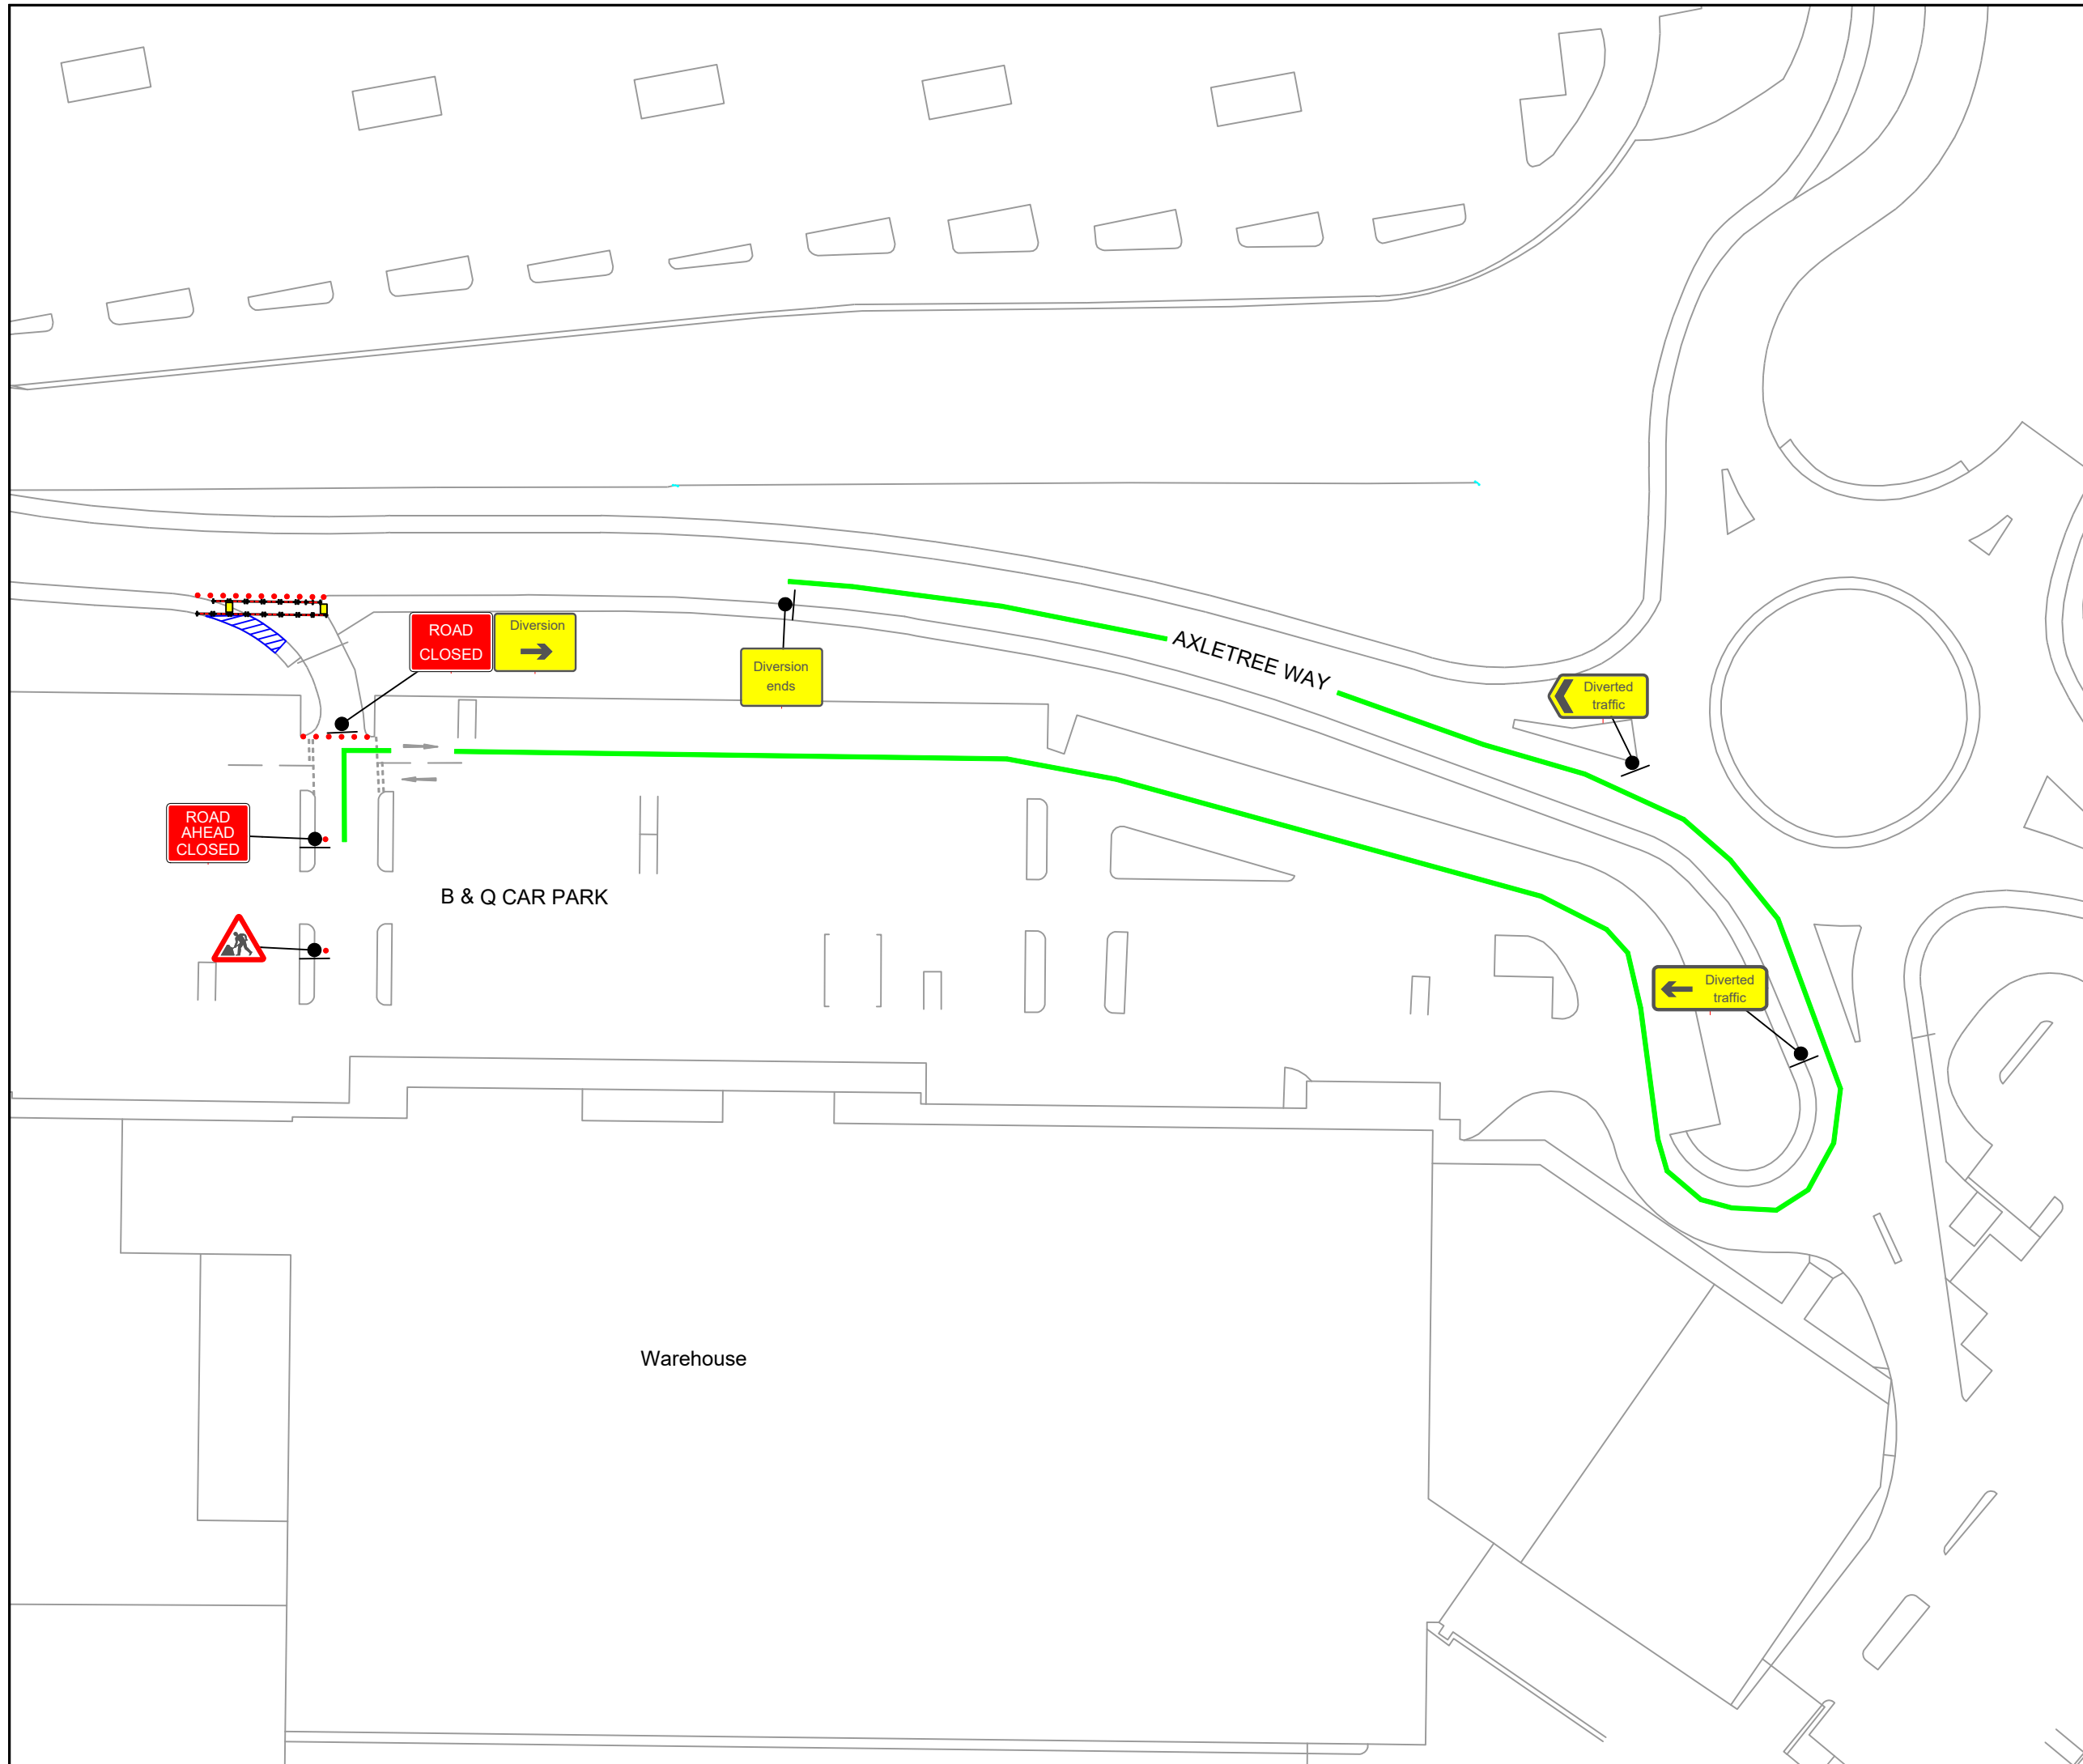 ROAD
CLOSED
Diversion
Diversion
ends
AXLETREE WAY
Diverted
traffic
ROAD
AHEAD
CLOSED
B & Q CAR PARK
Diverted
traffic
Warehouse